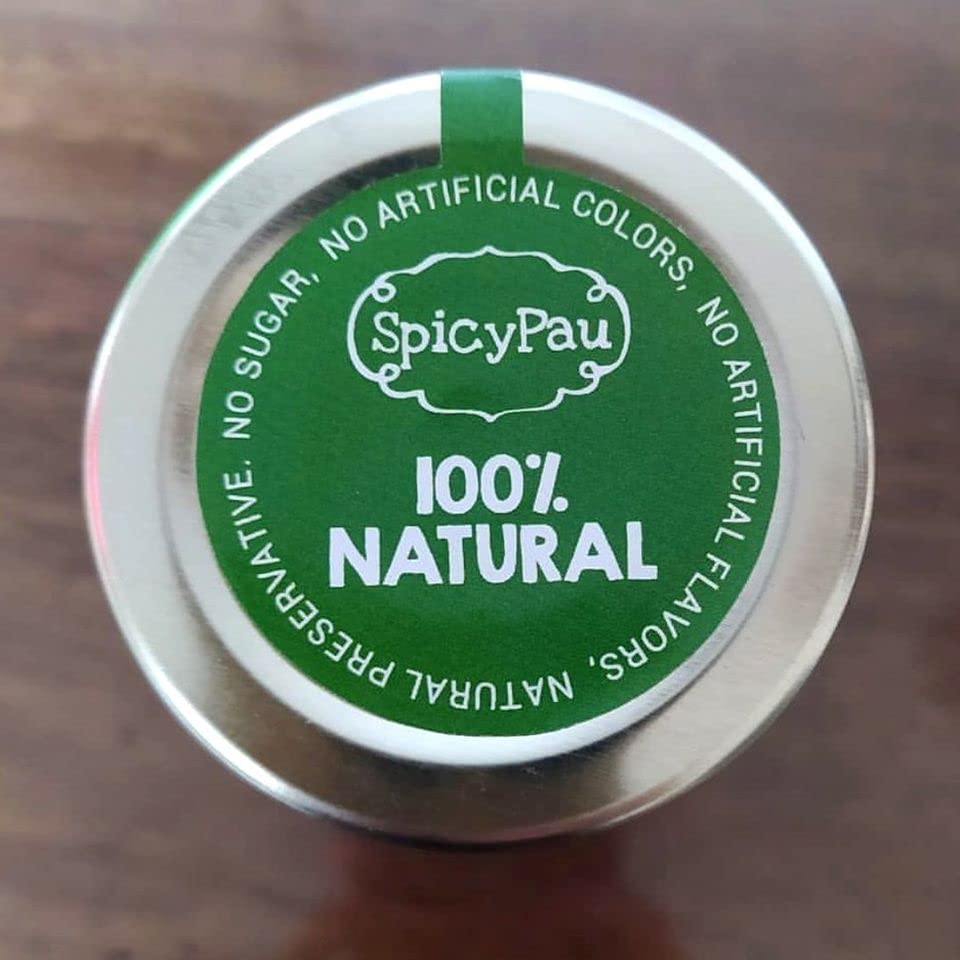 NO SUGAR, NO ARTIFICIAL COLORS, NO ARTIFICIAL FLAVORS, NATURAL PRESERVATIVE.
SpicyPau
100%
NATURAL